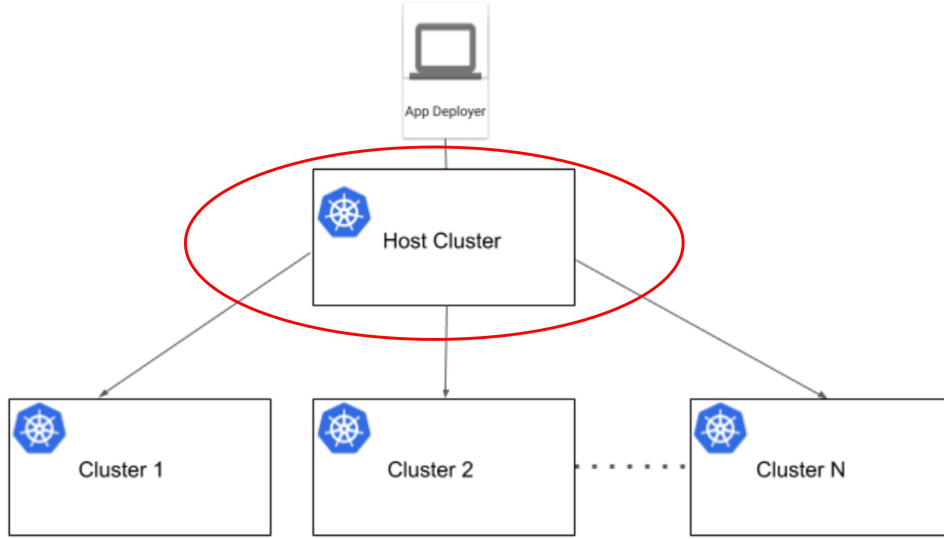 App Deployer
Host Cluster
Cluster 1
Cluster 2
Cluster N